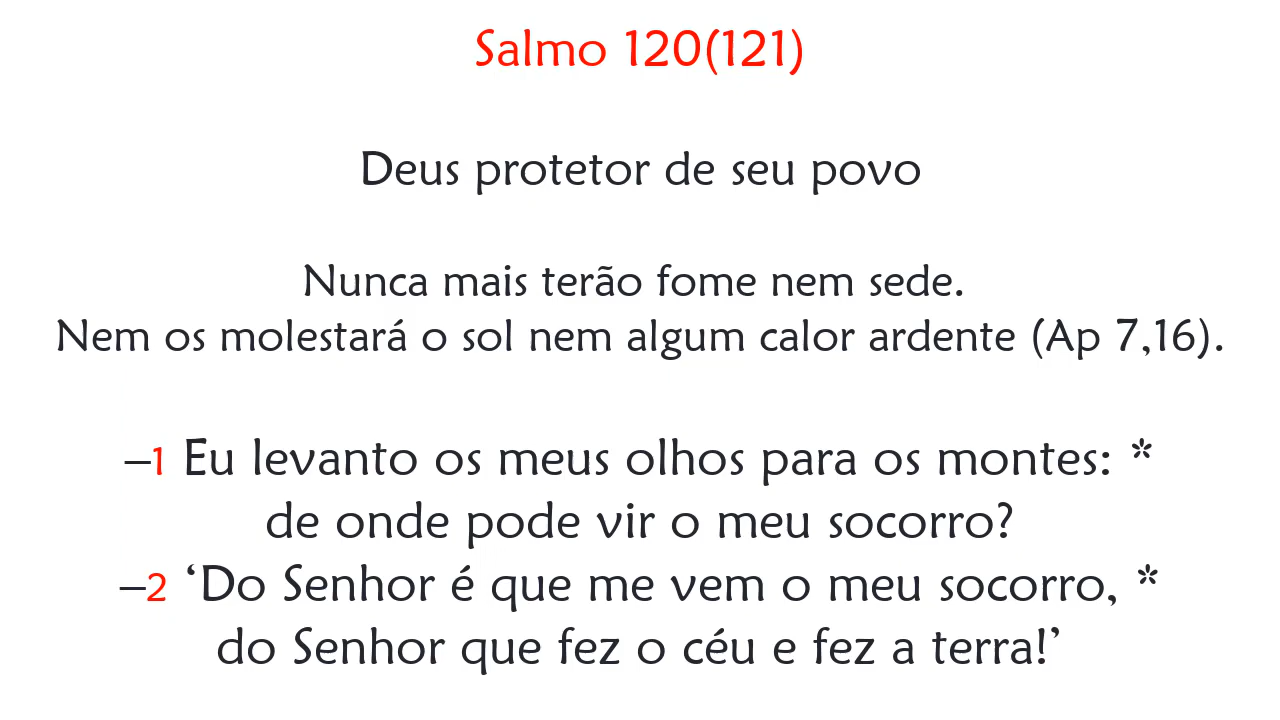 Salmo 120(121)
Deus protetor de seu povo
Nunca mais terão fome nem sede.
Nem os molestará o sol nem algum calor ardente (Ap 7,16).
–1 Eu levanto os meus olhos para os montes: *
de onde pode vir o meu socorro?
–2 ‘Do Senhor é que me vem o meu socorro, *
do Senhor que fez o céu e fez a terra!’